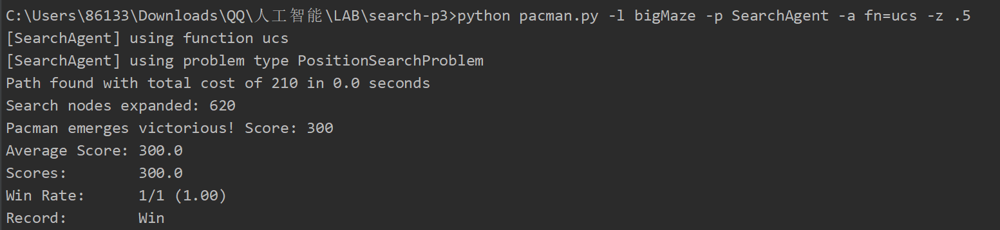 C:\Users\86133\Downloads\QQ\人工智能\LAB\search-p3>python pacman.py -l bigMaze -p SearchAgent -a fn=ucs -z .5
[SearchAgent] using function ucs
[SearchAgent] using problem type PositionSearchProblem
Path found with total cost of 210 in 0.0 seconds
Search nodes expanded: 620
Pacman emerges victorious! Score: 300
Average Score: 300.0
Scores:        300.0
Win Rate:      1/1 (1.00)
Record:        Win